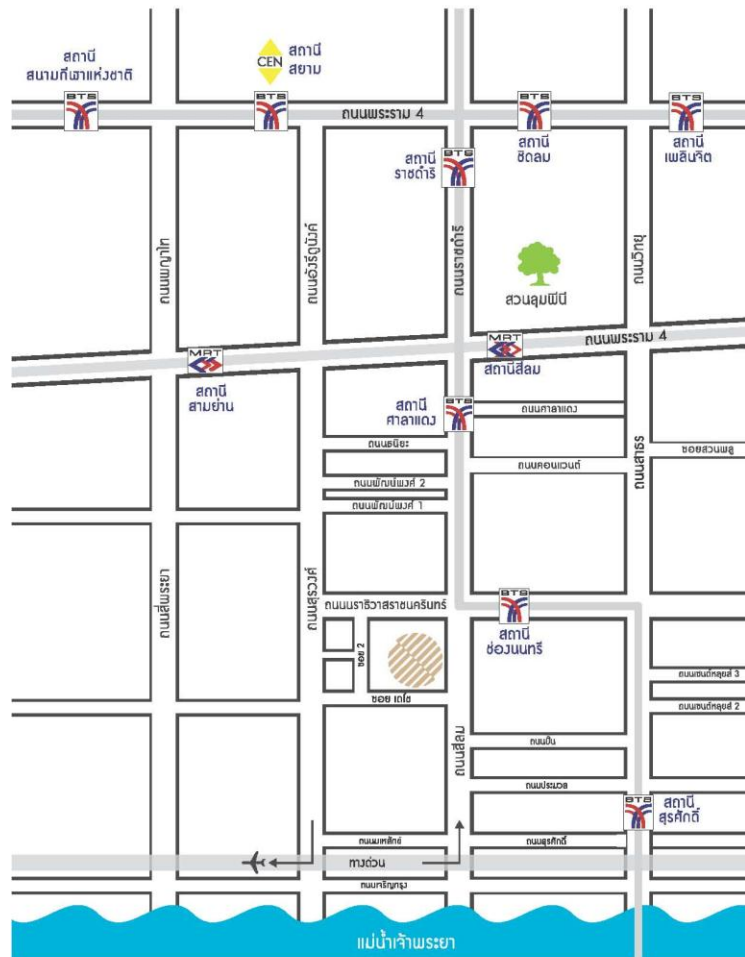 สถานี
สนามกีฬาแห่งชาติ
BTS
CEN
สถานี
สยาม
BTS
ถนนพระราม 4
BTS
สถานี
ชิดลม
BTS
สถานี
เพลินจิต
สถานี
ราชดำริ
BTS
ถนนพญาไท
ถนนอังรีดูนังต์
ถนนราชดำริ
ถนนวิทยุ
สวนลุมพินี
MRT
สถานี
สามย่าน
MRT
สถานีสีลม
ถนนพระราม 4
สถานี
ศาลาแดง
BTS
ถนนศาลาแดง
ถนนธนิยะ
ถนนคอนแวนต์
ซอยสวนพลู
ถนนสาธร
ถนนพัฒน์พงศ์ 2
ถนนพัฒน์พงศ์ 1
ถนนสี่พระยา
ถนนสุรวงศ์
ถนนนราธิวาสราชนครินทร์
BTS
สถานี
ช่องนนทรี
ซอย 2
ซอย เดโช
ถนนสีลม
ถนนเซนต์หลุยส์ 3
ถนนเซนต์หลุยส์ 2
ถนนปั้น
ถนนประมวล
BTS
สถานี
สุรศักดิ์
ถนนมเหสักข์
ถนนสุรศักดิ์
ทางด่วน
ถนนเจริญกรุง
แม่น้ำเจ้าพระยา